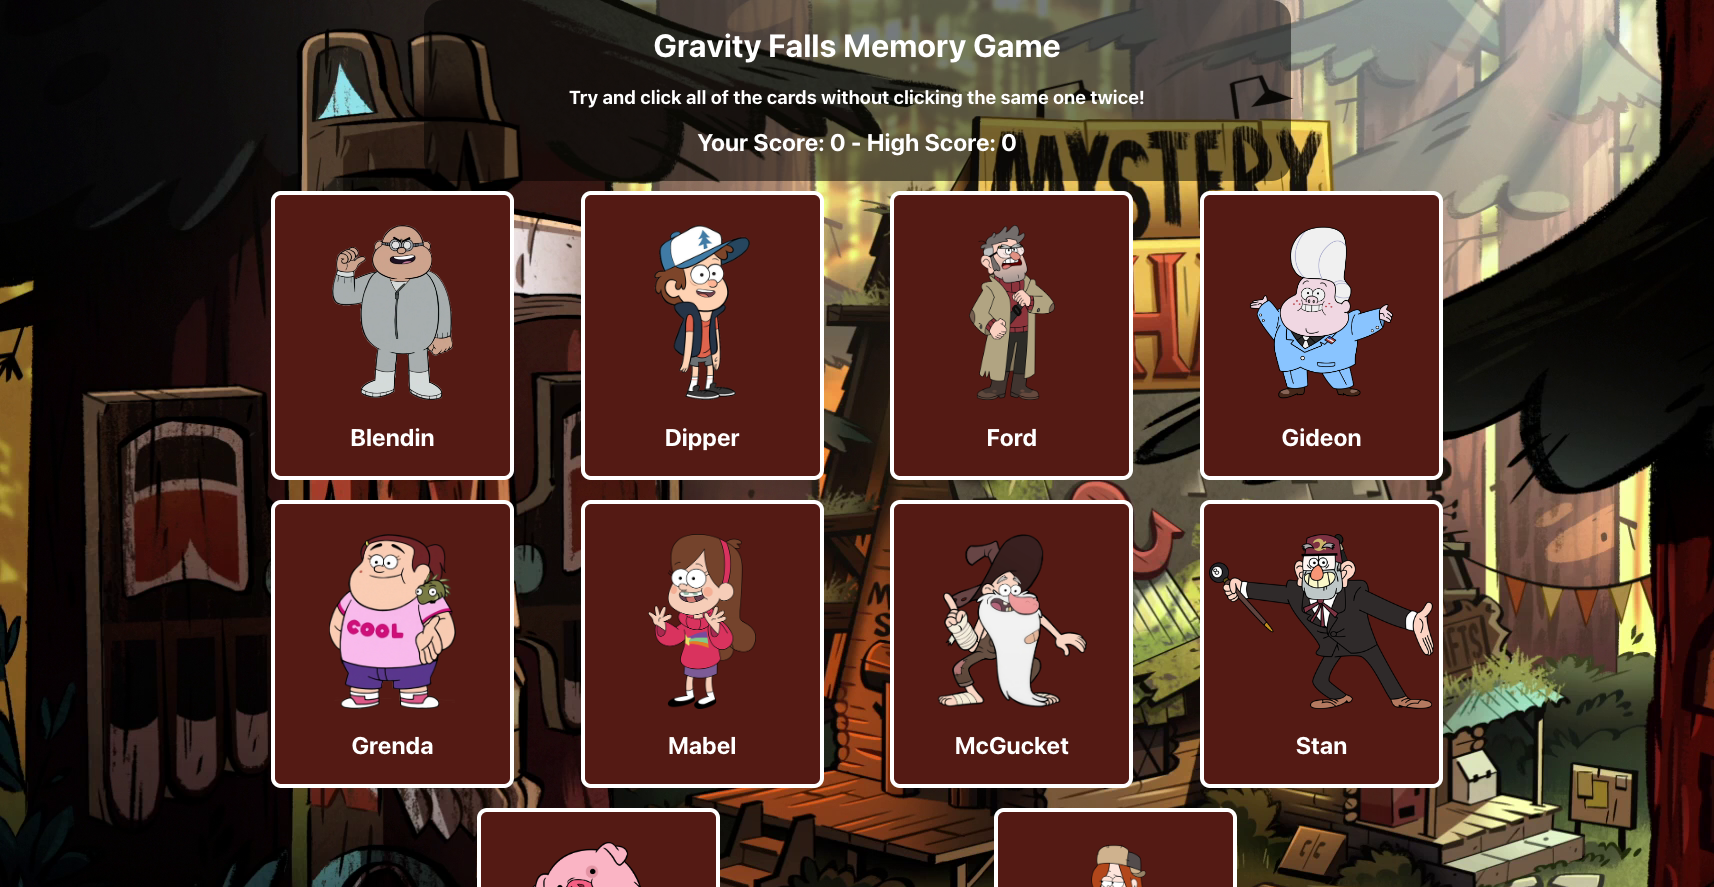 Gravity Falls Memory Game
Try and click all of the cards without clicking the same one twice!
Your Score: 0 - High Score: 0
MYSTERY
Blendin
Dipper
Ford
Gideon
COOL
Grenda
Mabel
McGucket
Stan